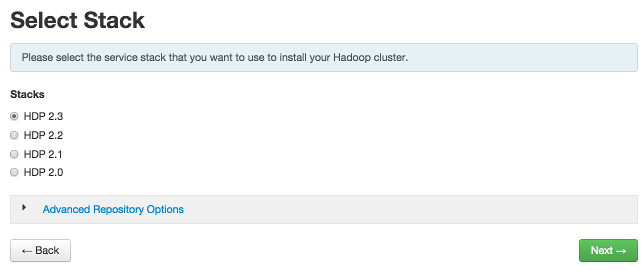 Select Stack
Please select the service stack that you want to use to install your Hadoop cluster.
Stacks
HDP 2.3
HDP 2.2
HDP 2.1
HDP 2.0
Advanced Repository Options
← Back
Next →